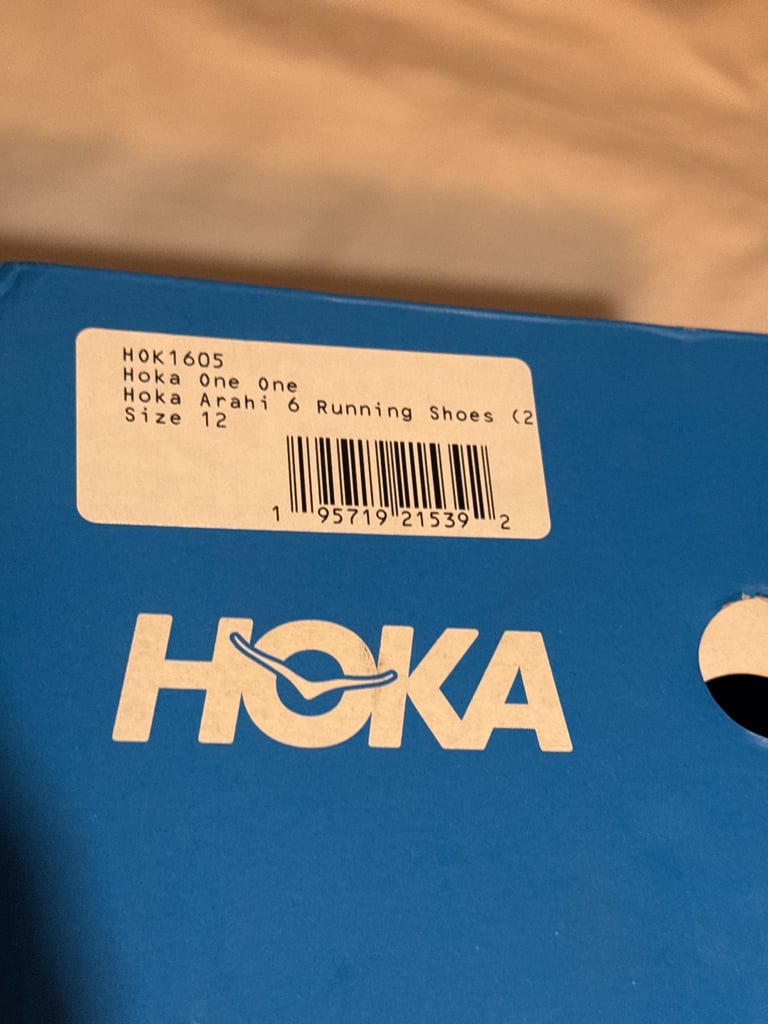 HOK1605
Hoka One One
Hoka Arahi 6 Running Shoes (2
Size 12
1 95719 21539 2
HOKA